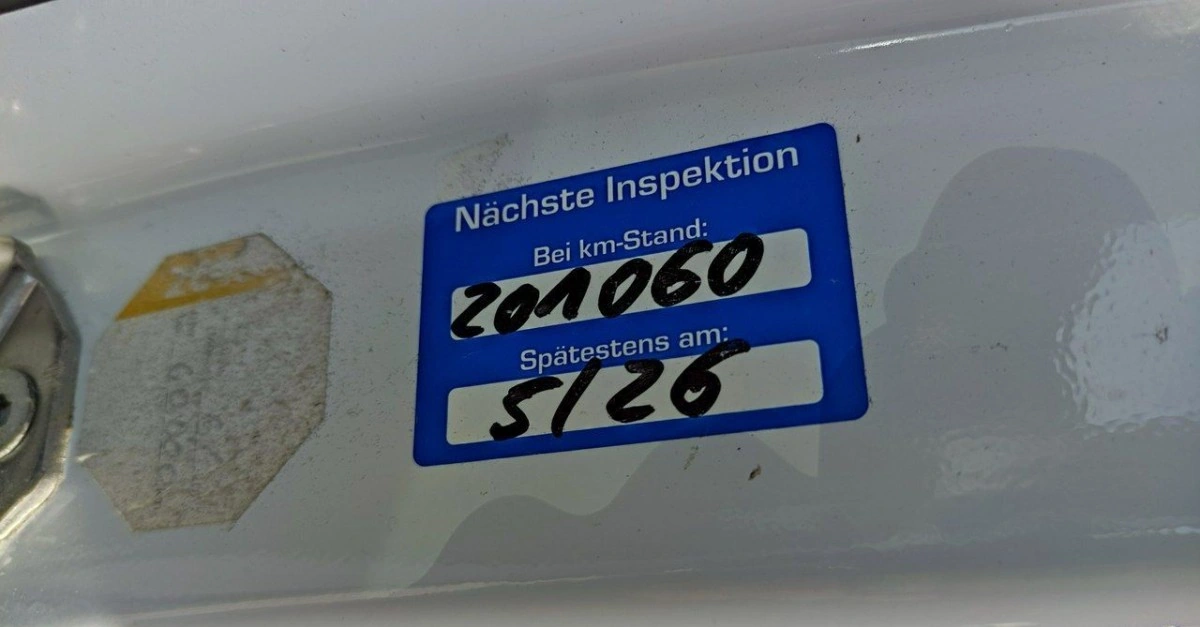 Nächste Inspektion
Bei km-Stand:
201060
Spätestens am:
5/26